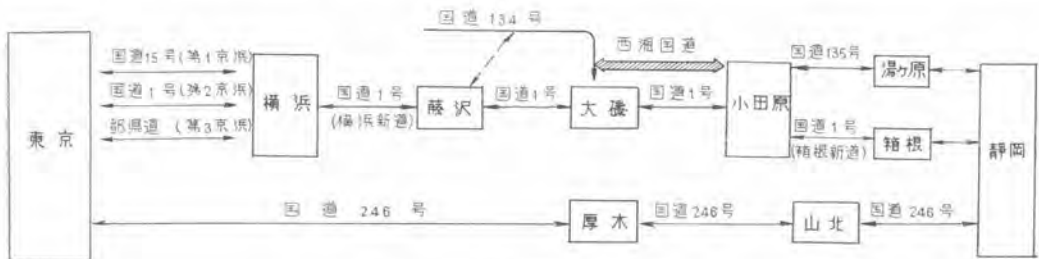 国道134号
西湘国道
国道15号(第1京浜)
国道135号
湯ヶ原
国道1号(第2京浜)
横浜
国道1号
(横浜新道)
藤沢
国道1号
大磯
国道1号
小田原
都県道 (第3京浜)
国道1号
(箱根新道)
箱根
東京
静岡
国道 246 号
厚木
国道246号
山北
国道246号